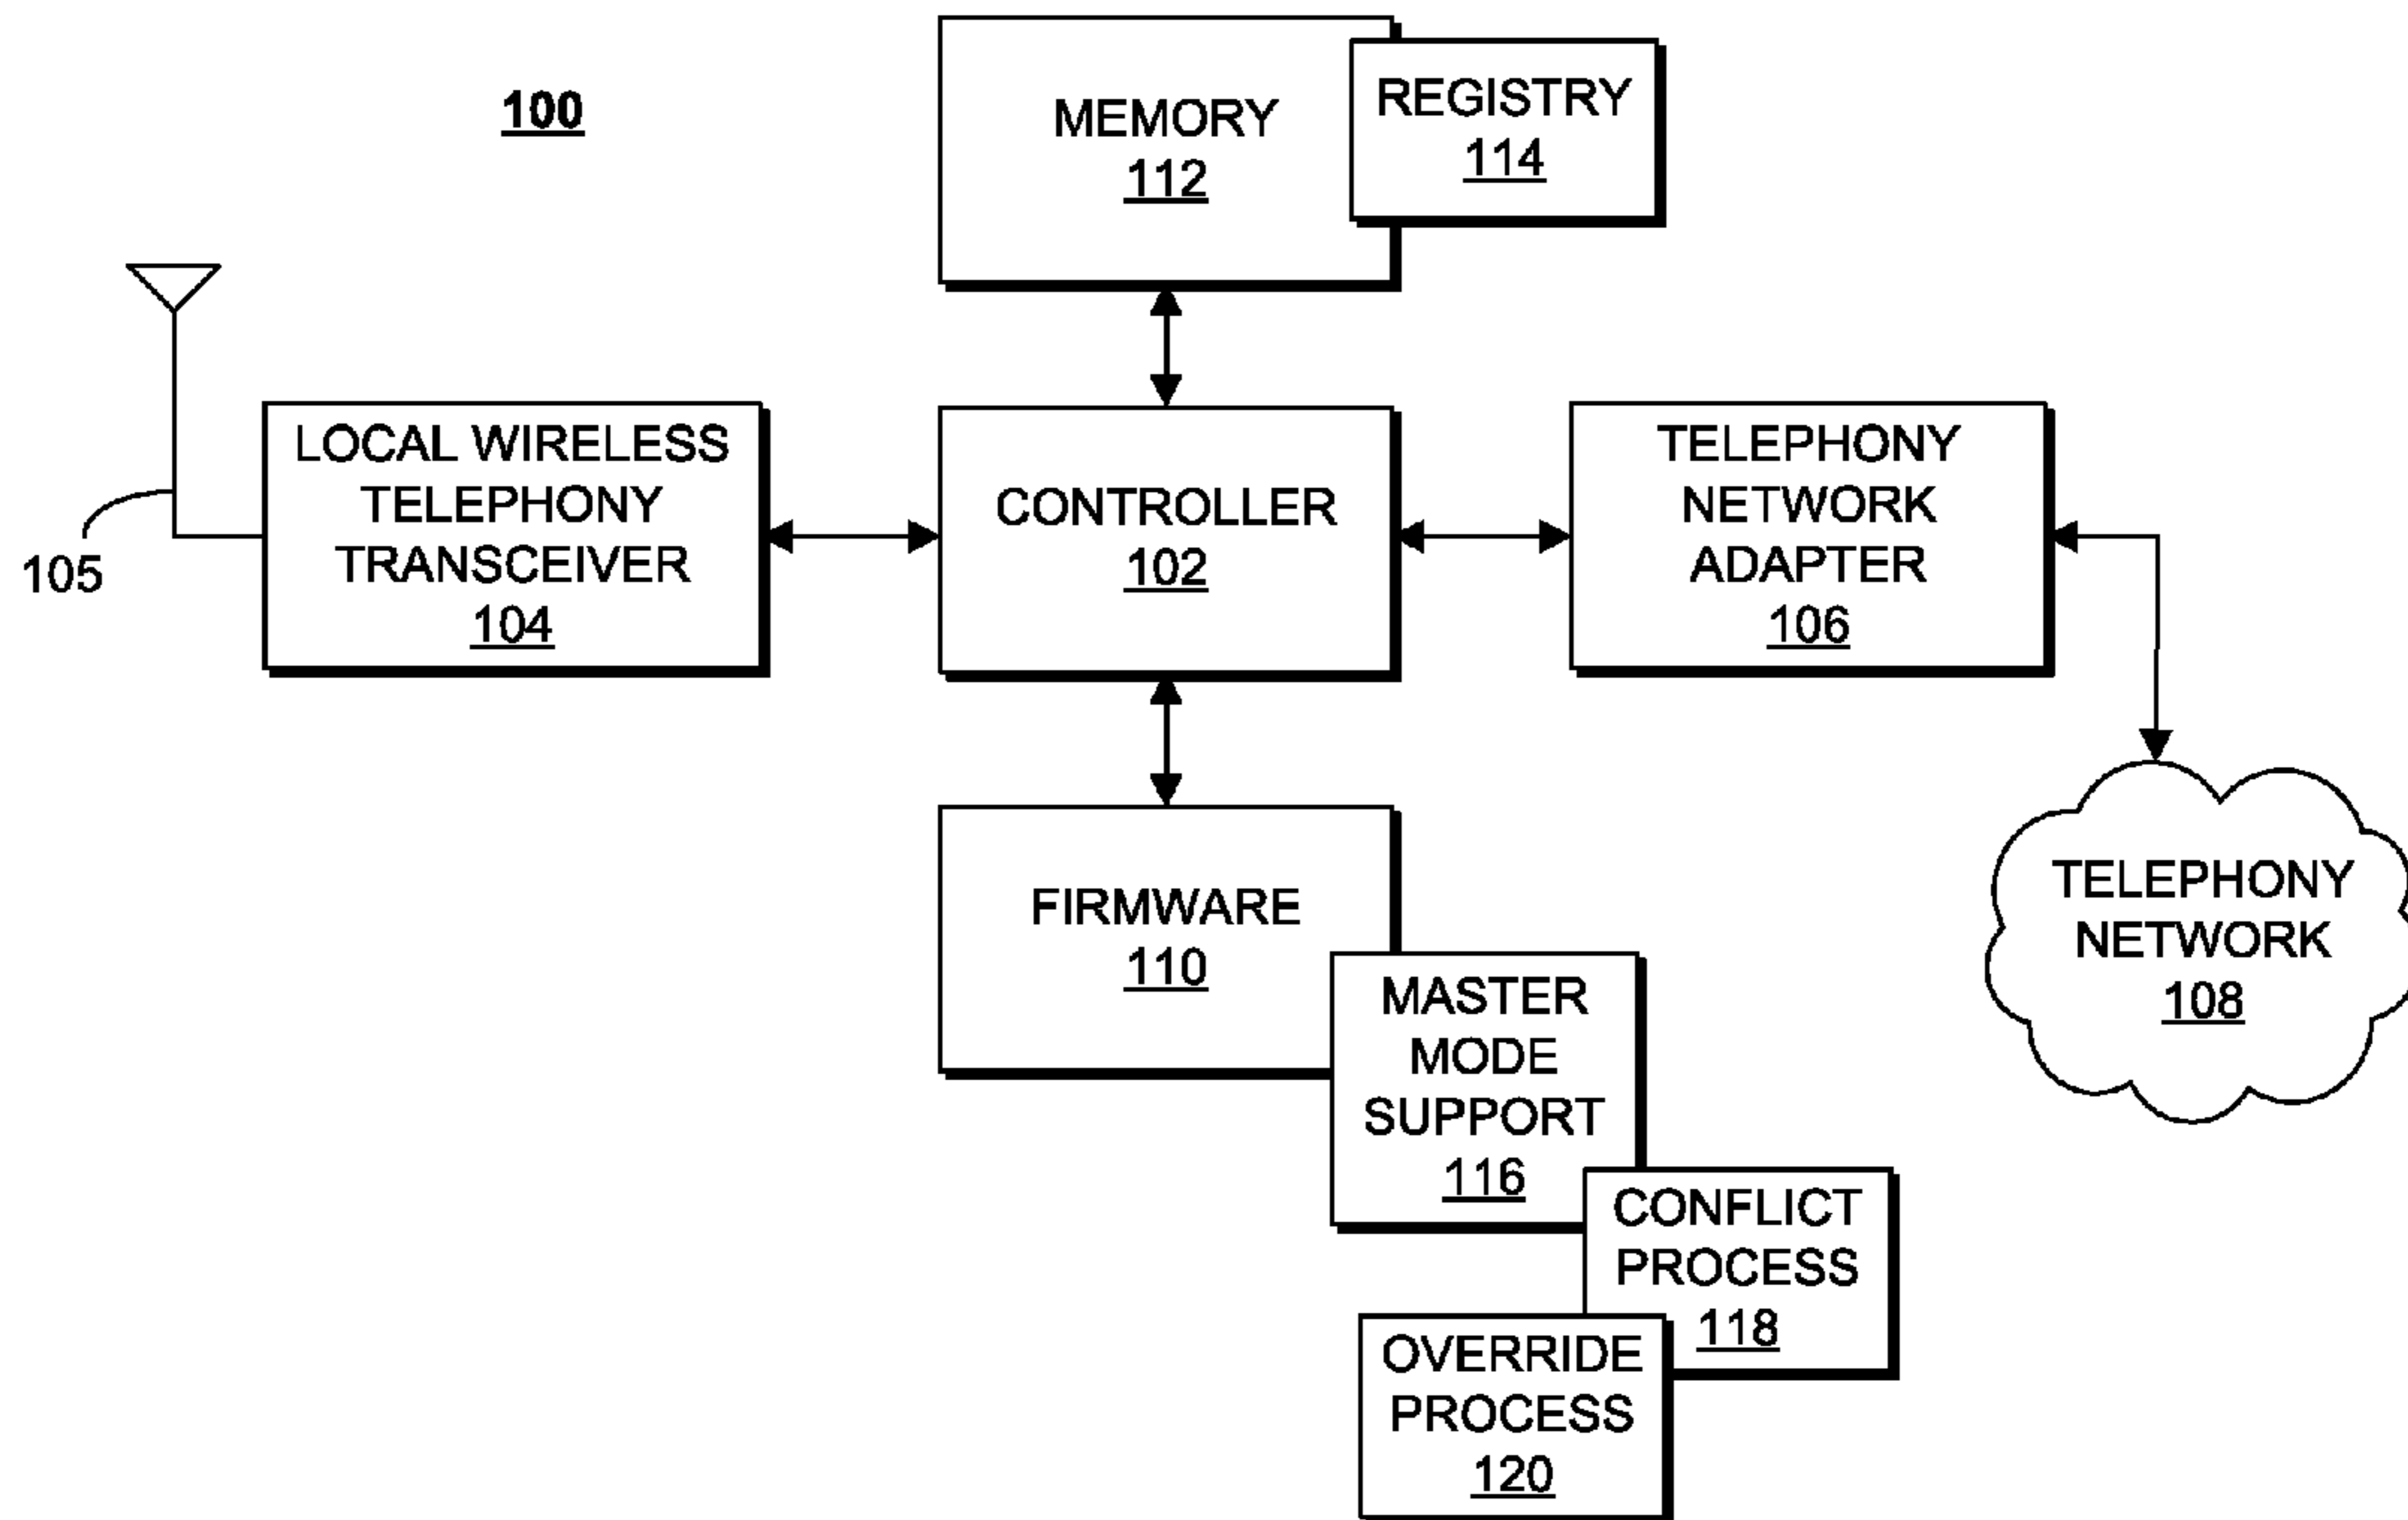 100
MEMORY
112
REGISTRY
114
105
LOCAL WIRELESS
TELEPHONY
TRANSCEIVER
104
CONTROLLER
102
TELEPHONY
NETWORK
ADAPTER
106
TELEPHONY
NETWORK
108
FIRMWARE
110
MASTER
MODE
SUPPORT
116
CONFLICT
PROCESS
118
OVERRIDE
PROCESS
120